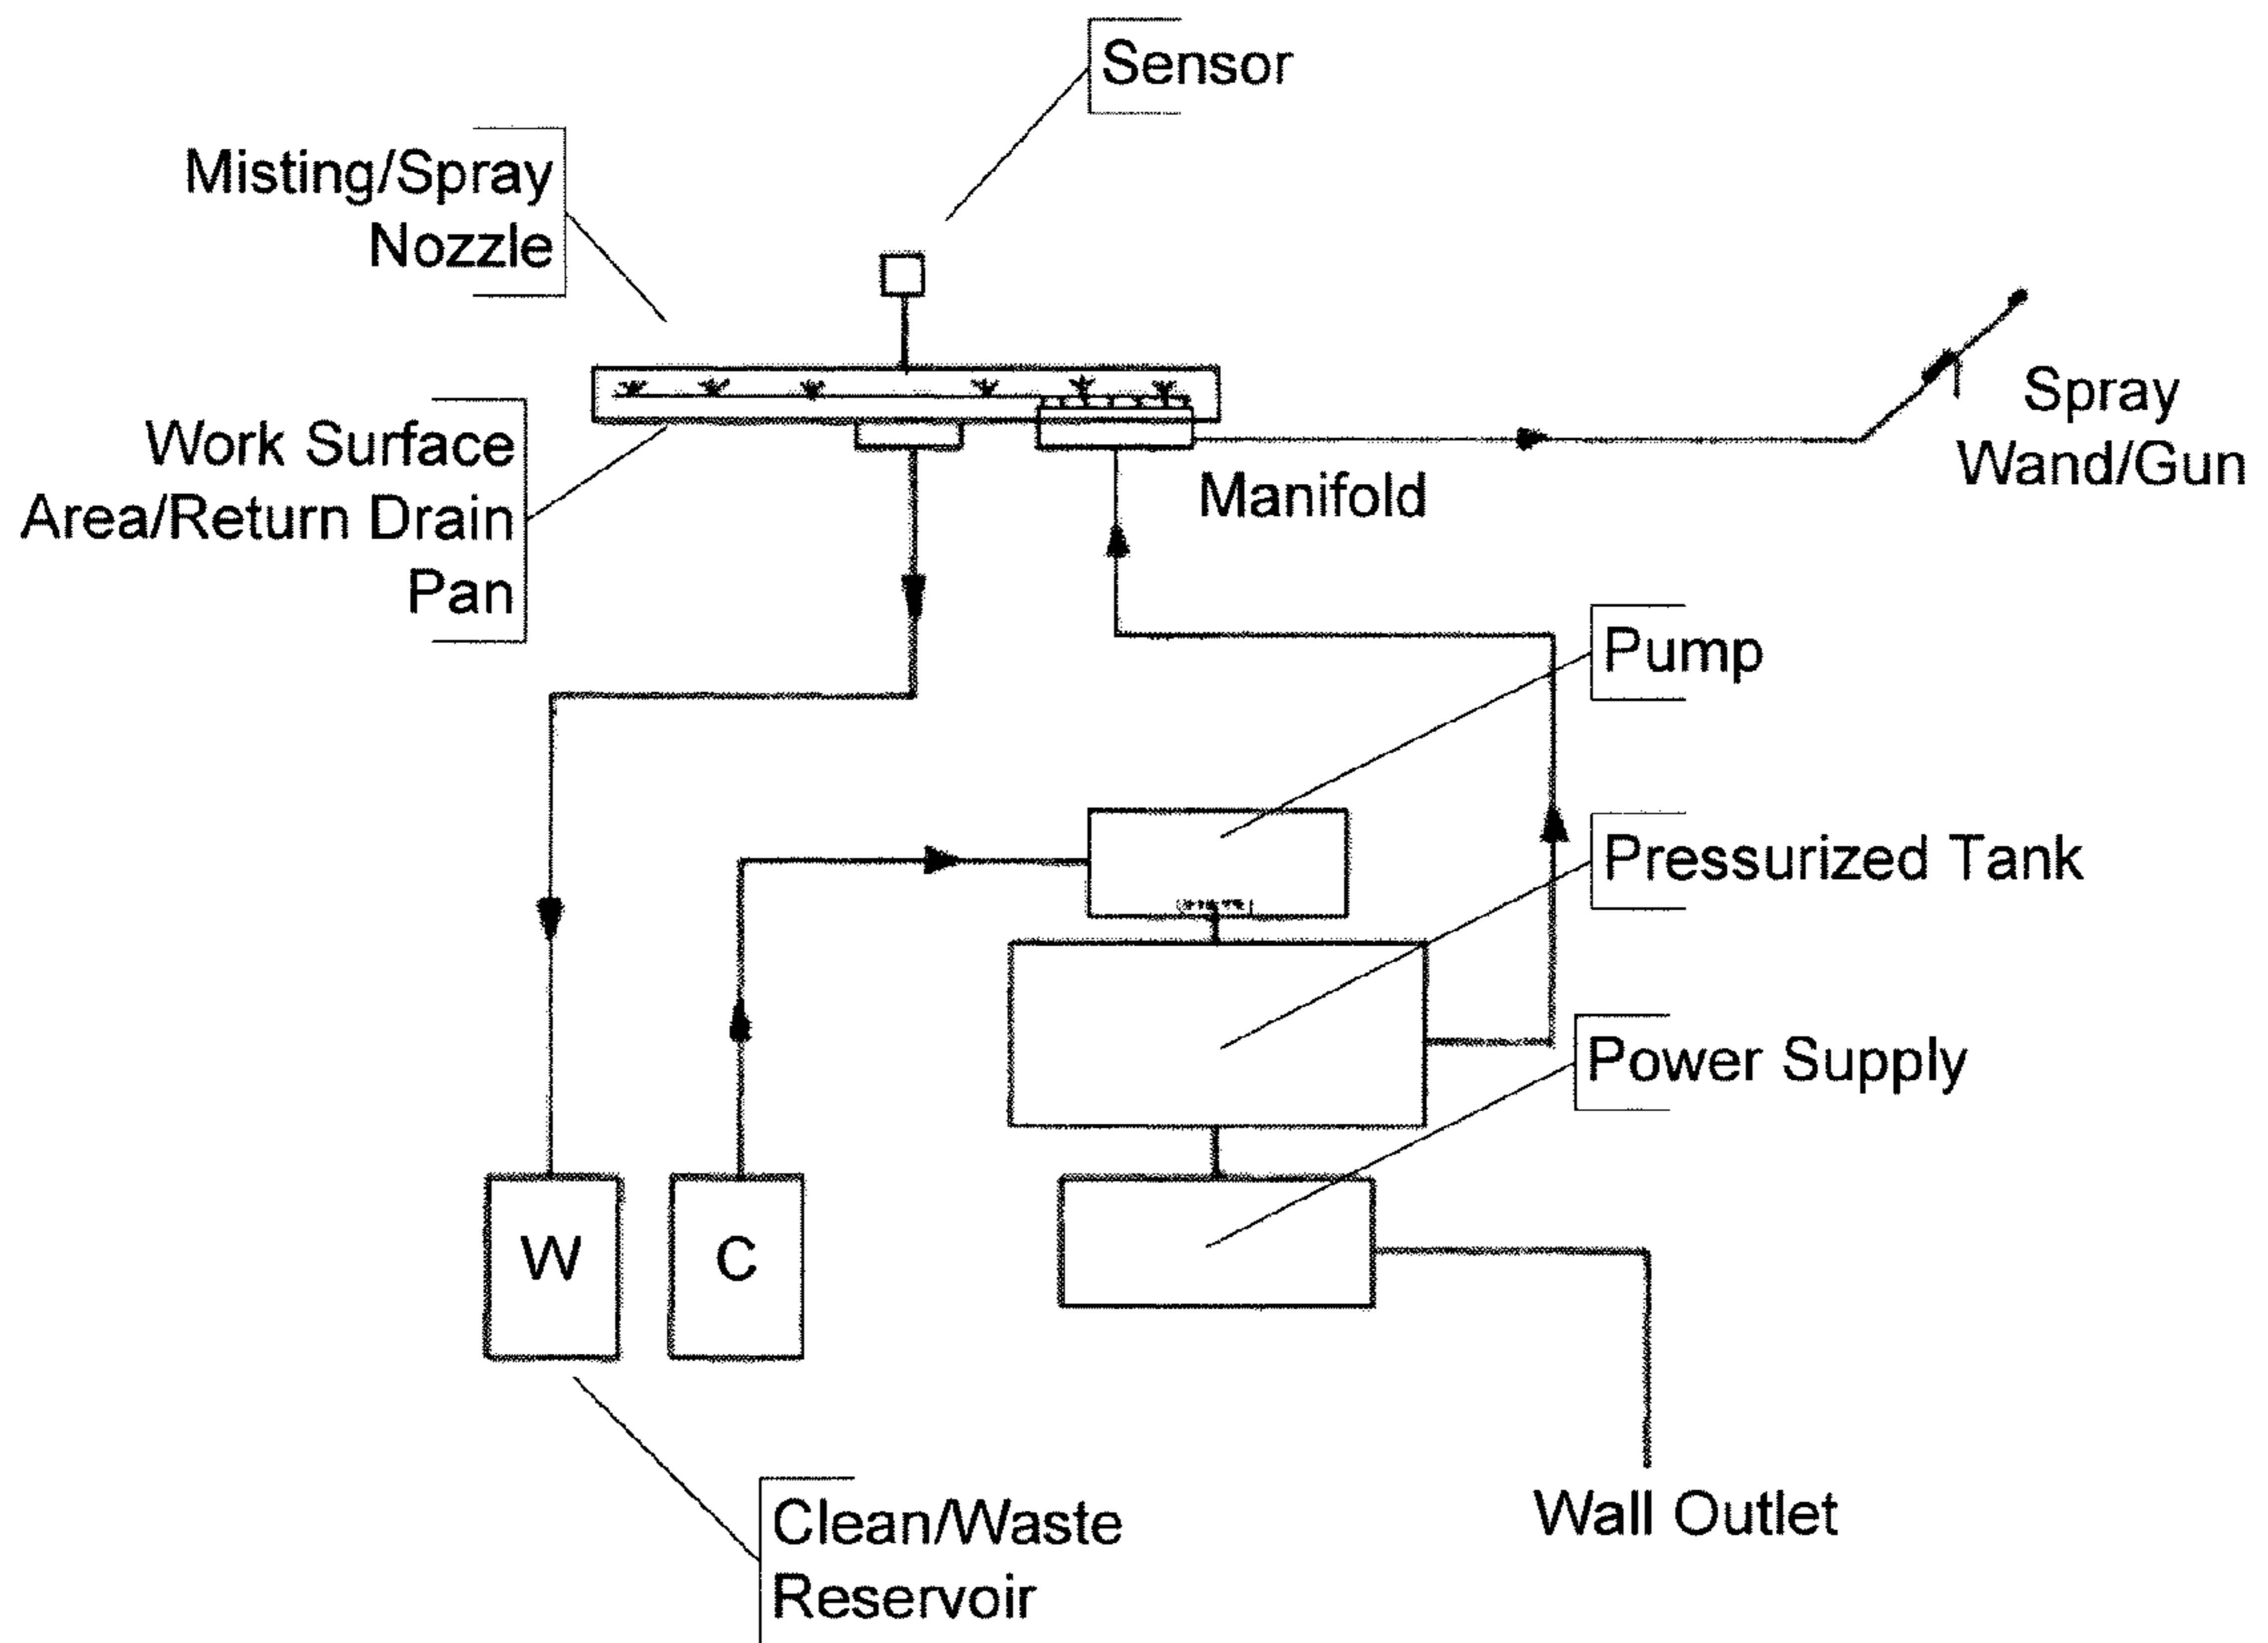 Sensor
Misting/Spray
Nozzle
Work Surface
Area/Return Drain
Pan
Manifold
Spray
Wand/Gun
Pump
Pressurized Tank
Power Supply
W
C
Clean/Waste
Reservoir
Wall Outlet